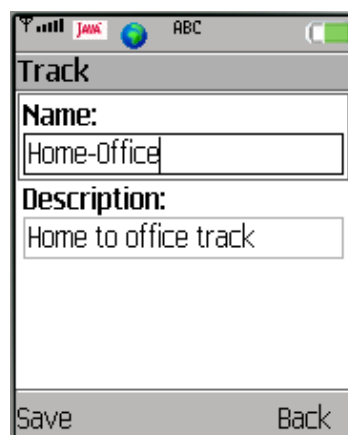 JAVA ABC
Track
Name:
Home-Office
Description:
Home to office track
Save Back